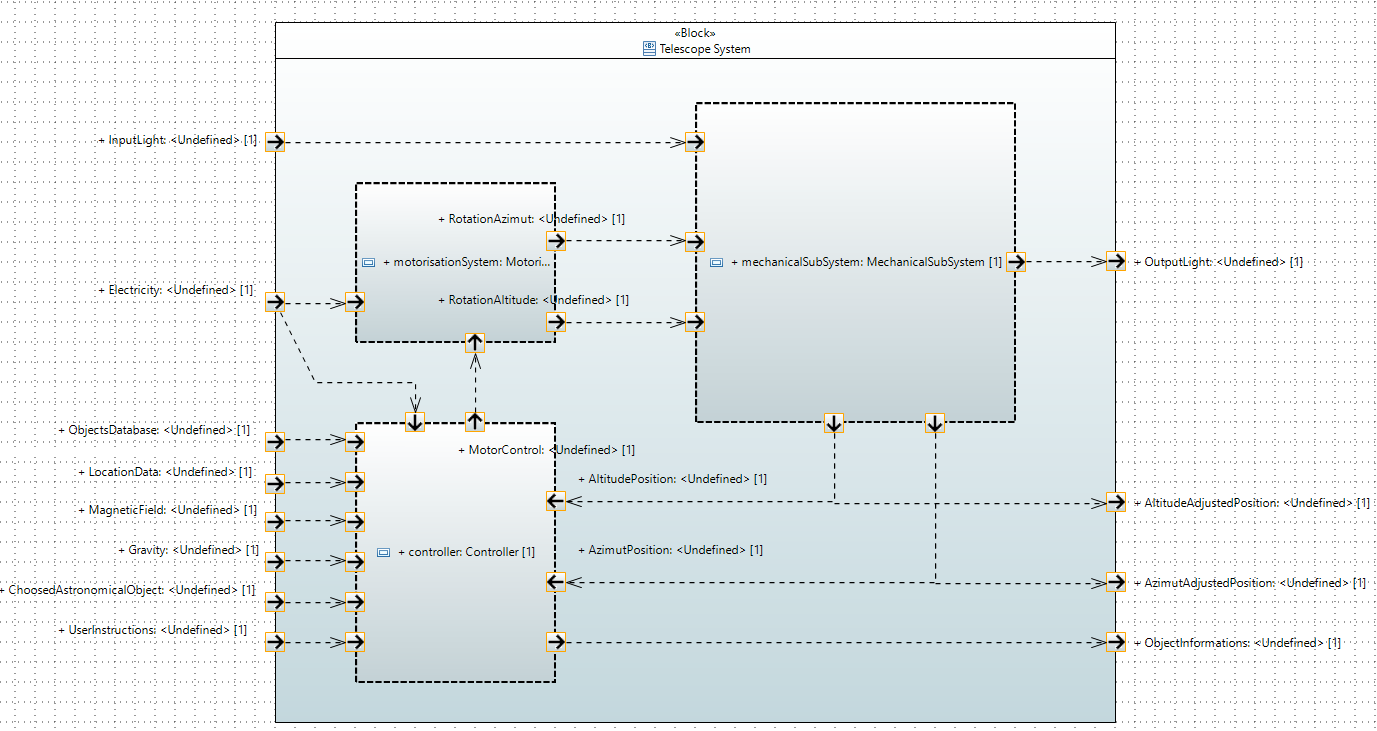 «Block»
Telescope System
+ InputLight: <Undefined> [1]
+ RotationAzimut: <Undefined> [1]
+ motorisationSystem: Motori...
+ mechanicalSubSystem: MechanicalSubSystem [1]
+ OutputLight: <Undefined> [1]
+ Electricity: <Undefined> [1]
+ RotationAltitude: <Undefined> [1]
+ ObjectsDatabase: <Undefined> [1]
+ MotorControl: <Undefined> [1]
+ LocationData: <Undefined> [1]
+ AltitudePosition: <Undefined> [1]
+ AltitudeAdjustedPosition: <Undefined> [1]
+ MagneticField: <Undefined> [1]
+ Gravity: <Undefined> [1]
+ controller: Controller [1]
+ AzimutPosition: <Undefined> [1]
+ AzimutAdjustedPosition: <Undefined> [1]
+ ChoosedAstronomicalObject: <Undefined> [1]
+ UserInstructions: <Undefined> [1]
+ ObjectInformations: <Undefined> [1]